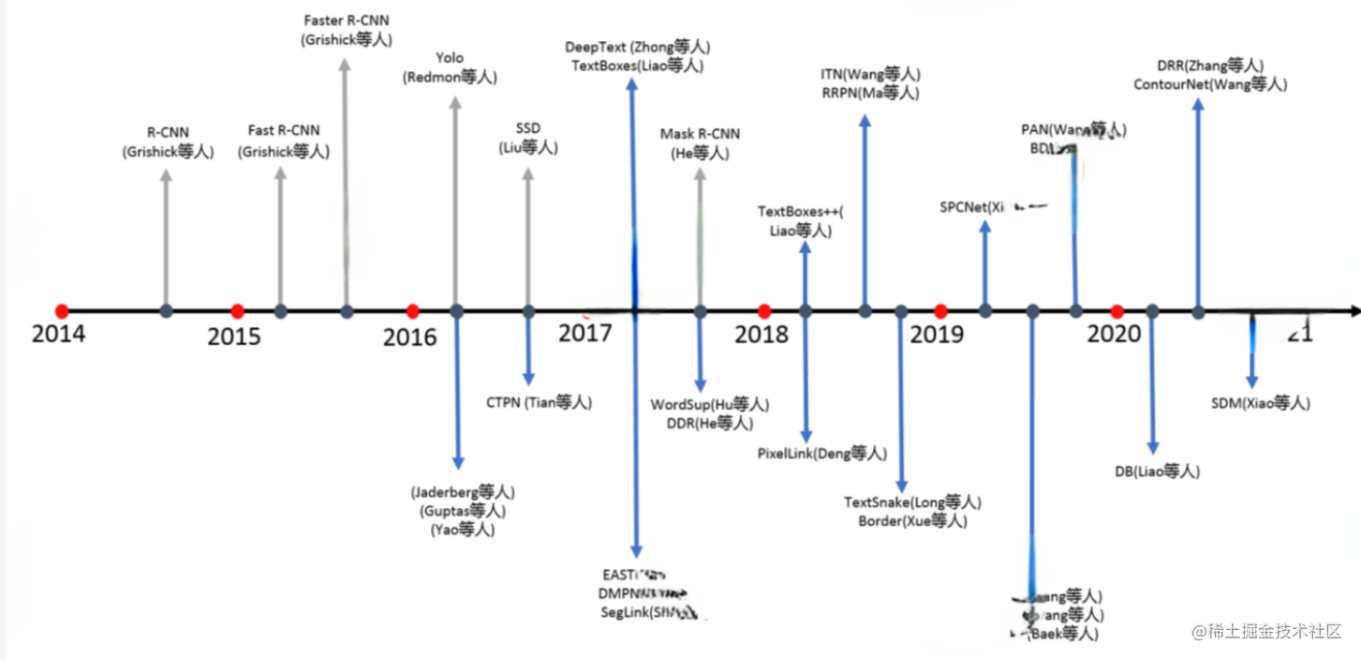 Faster R-CNN
(Grishick等人)
Yolo
(Redmon等人)
DeepText (Zhong等人)
TextBoxes(Liao等人)
ITN(Wang等人)
RRPN(Ma等人)
DRR(Zhang等人)
ContourNet(Wang等人)
R-CNN
(Grishick等人)
Fast R-CNN
(Grishick等人)
SSD
(Liu等人)
Mask R-CNN
(He等人)
PAN(Wang等人)
TextBoxes++(
Liao等人)
2014
2015
2016
2017
2018
2019
2020
CTPN (Tian等人)
WordSup(Hu等人)
DDR(He等人)
SDM(Xiao等人)
PixelLink(Deng等人)
DB(Liao等人)
(Jaderberg等人)
(Guptas等人)
(Yao等人)
TextSnake(Long等人)
Border(Xue等人)
EAST
DMPN
SegLink
SPCNet
(Baek等人)
@稀土掘金技术社区